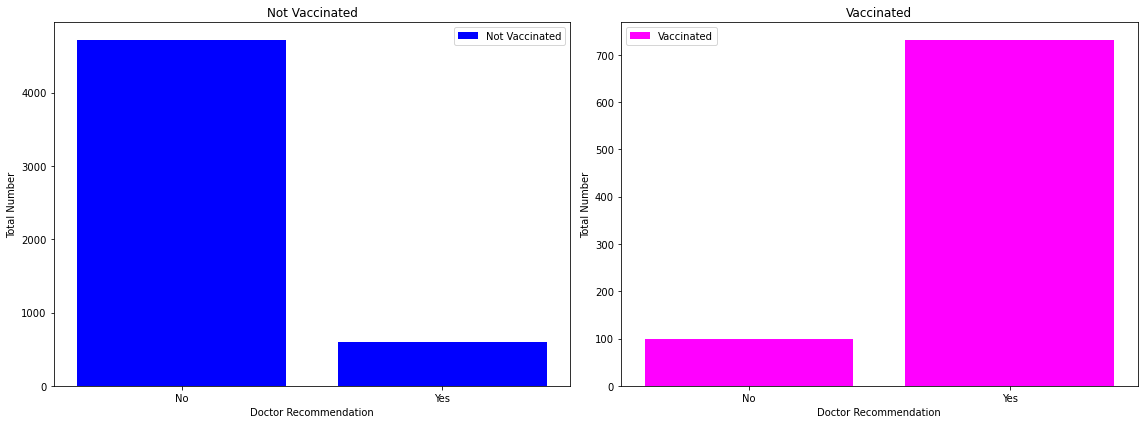 Not Vaccinated
Not Vaccinated
4000
3000
2000
1000
0
Total Number
No
Yes
Doctor Recommendation
Vaccinated
Vaccinated
700
600
500
400
300
200
100
0
Total Number
No
Yes
Doctor Recommendation